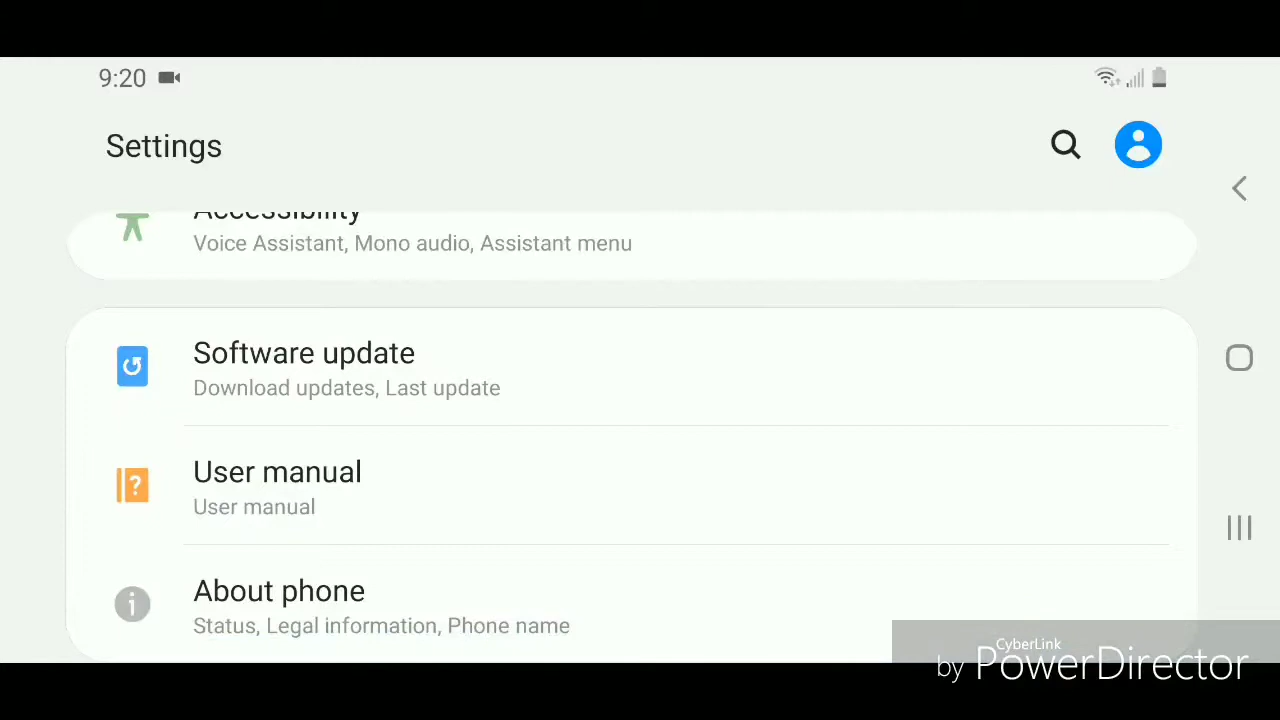 9:20
Settings
Accessibility
Voice Assistant, Mono audio, Assistant menu
Software update
Download updates, Last update
User manual
User manual
About phone
Status, Legal information, Phone name
CyberLink
by PowerDirector